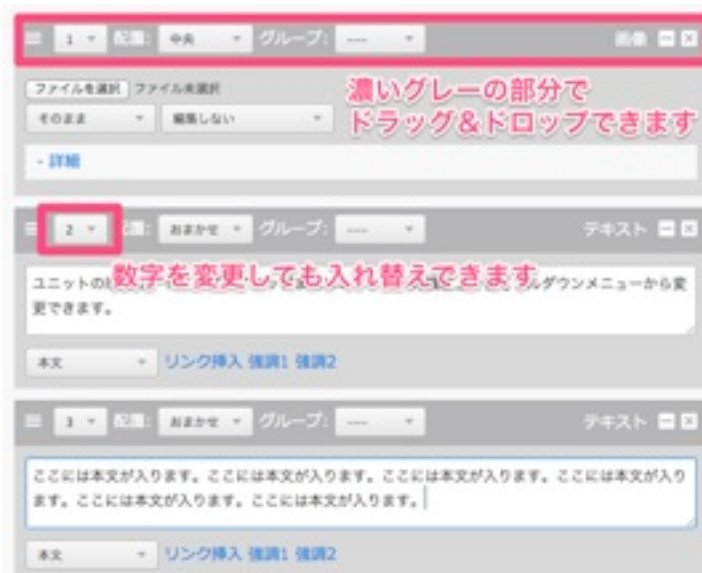 1 配置: 中央 グループ: ---- 画像
ファイルを選択 ファイル未選択
濃いグレーの部分で
そのまま 編集しない
ドラッグ&ドロップできます
- 詳細
2 配置: おまかせ グループ: ---- テキスト
数字を変更しても入れ替えできます
ユニットの ルダウンメニューから変
更できます。
本文 リンク挿入 強調1 強調2
3 配置: おまかせ グループ: ---- テキスト
ここには本文が入ります。ここには本文が入ります。ここには本文が入ります。ここには本文が入り
ます。ここには本文が入ります。ここには本文が入ります。
本文 リンク挿入 強調1 強調2